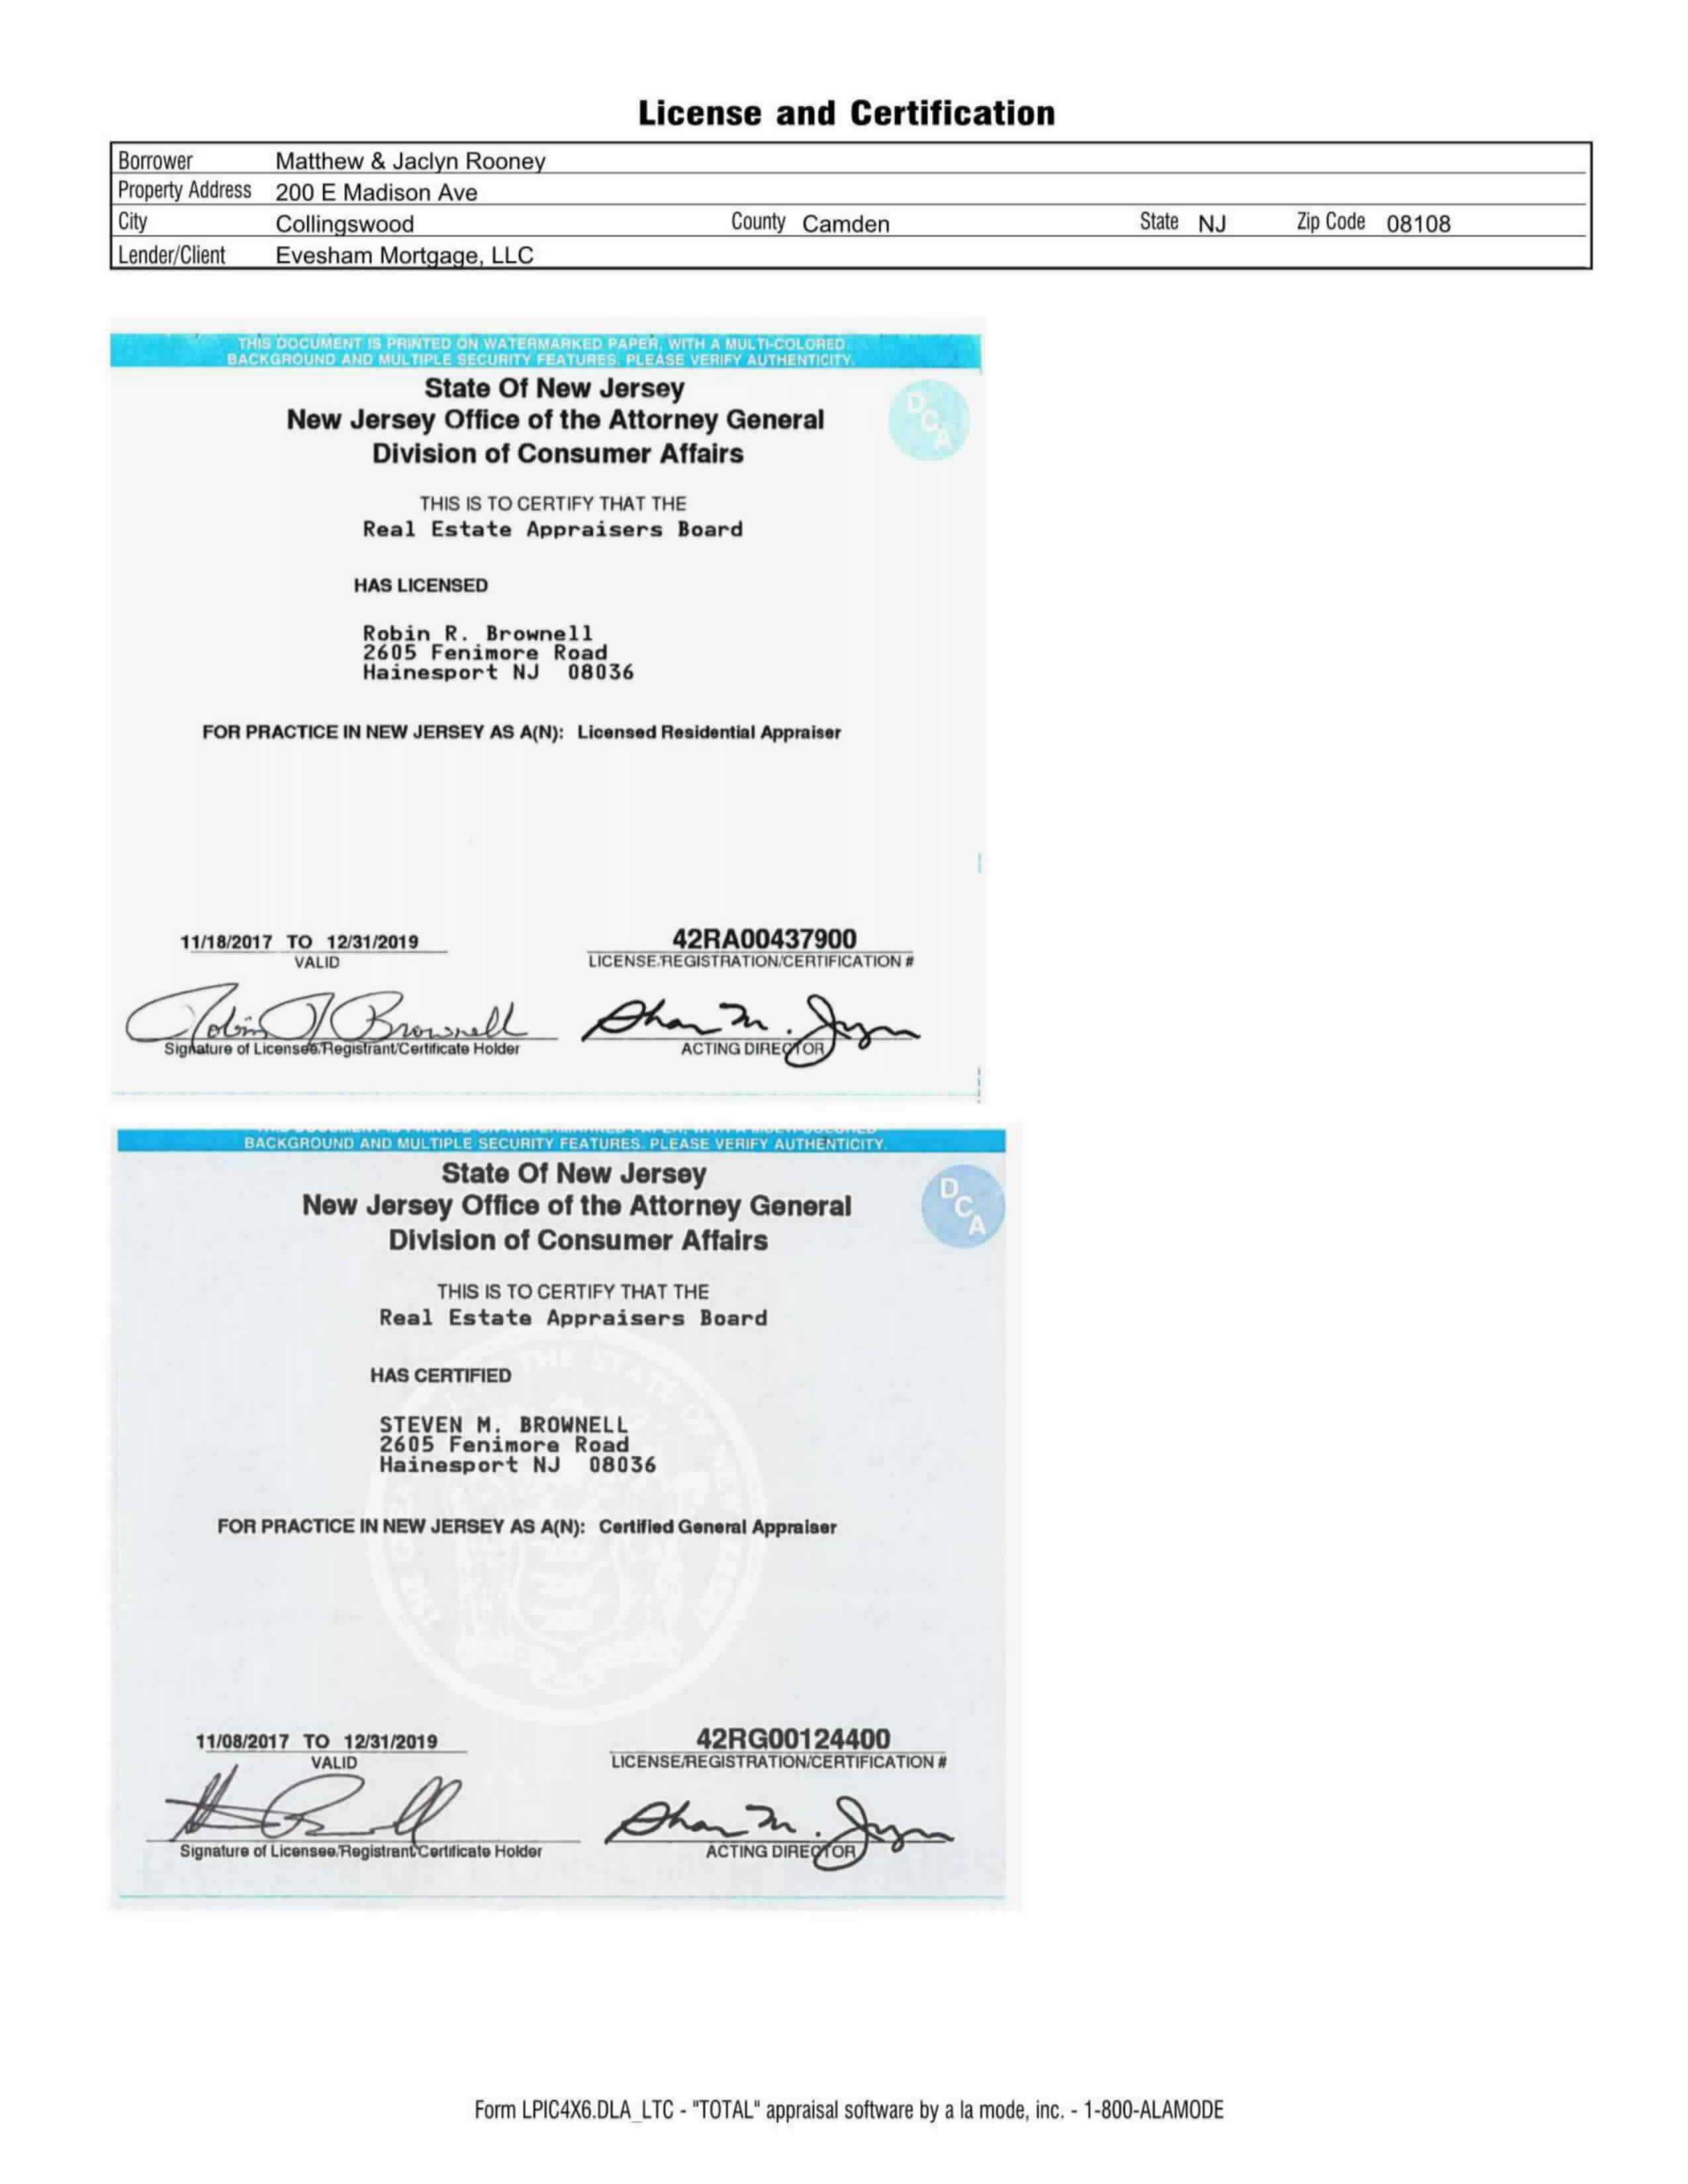 License and Certification
Borrower Matthew & Jaclyn Rooney
Property Address 200 E Madison Ave
City Collingswood County Camden State NJ Zip Code 08108
Lender/Client Evesham Mortgage, LLC
THIS DOCUMENT IS PRINTED ON WATERMARKED PAPER, WITH A MULTI-COLORED
BACKGROUND AND MULTIPLE SECURITY FEATURES. PLEASE VERIFY AUTHENTICITY.
State Of New Jersey
New Jersey Office of the Attorney General
Division of Consumer Affairs
DCA
THIS IS TO CERTIFY THAT THE
Real Estate Appraisers Board
HAS LICENSED
Robin R. Brownell
2605 Fenimore Road
Hainesport NJ 08036
FOR PRACTICE IN NEW JERSEY AS A(N): Licensed Residential Appraiser
11/18/2017 TO 12/31/2019 42RA00437900
VALID LICENSE/REGISTRATION/CERTIFICATION #
Brownell
Signature of Licensee/Registrant/Certificate Holder ACTING DIRECTOR
BACKGROUND AND MULTIPLE SECURITY FEATURES. PLEASE VERIFY AUTHENTICITY.
State Of New Jersey
New Jersey Office of the Attorney General
Division of Consumer Affairs
DCA
THIS IS TO CERTIFY THAT THE
Real Estate Appraisers Board
HAS CERTIFIED
STEVEN M. BROWNELL
2605 Fenimore Road
Hainesport NJ 08036
FOR PRACTICE IN NEW JERSEY AS A(N): Certified General Appraiser
11/08/2017 TO 12/31/2019 42RG00124400
VALID LICENSE/REGISTRATION/CERTIFICATION #
Signature of Licensee/Registrant/Certificate Holder ACTING DIRECTOR
Form LPIC4X6.DLA_LTC - "TOTAL" appraisal software by a la mode, inc. - 1-800-ALAMODE